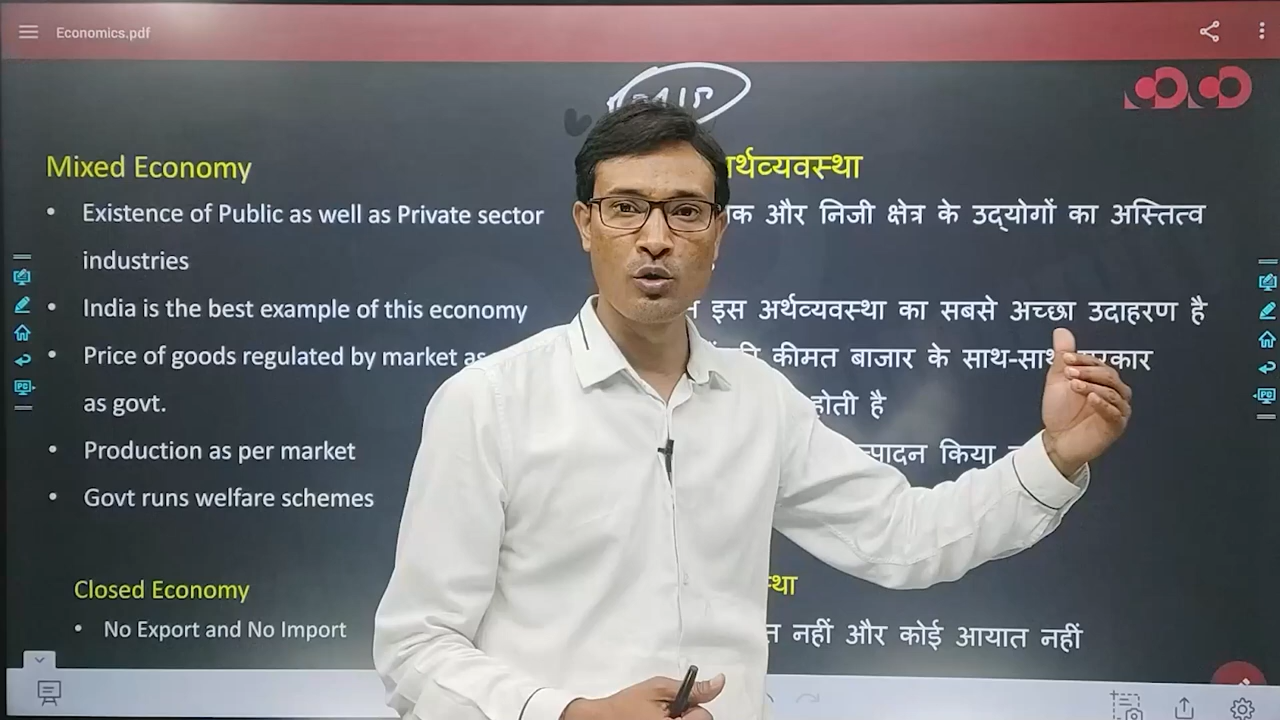 Economics.pdf
Mixed Economy
अर्थव्यवस्था
• Existence of Public as well as Private sector
industries
और निजी क्षेत्र के उद्योगों का अस्तित्व
• India is the best example of this economy
इस अर्थव्यवस्था का सबसे अच्छा उदाहरण है
• Price of goods regulated by market as
as govt.
की कीमत बाजार के साथ-साथ सरकार
होती है
• Production as per market
किया
• Govt runs welfare schemes
Closed Economy
• No Export and No Import
नहीं और कोई आयात नहीं